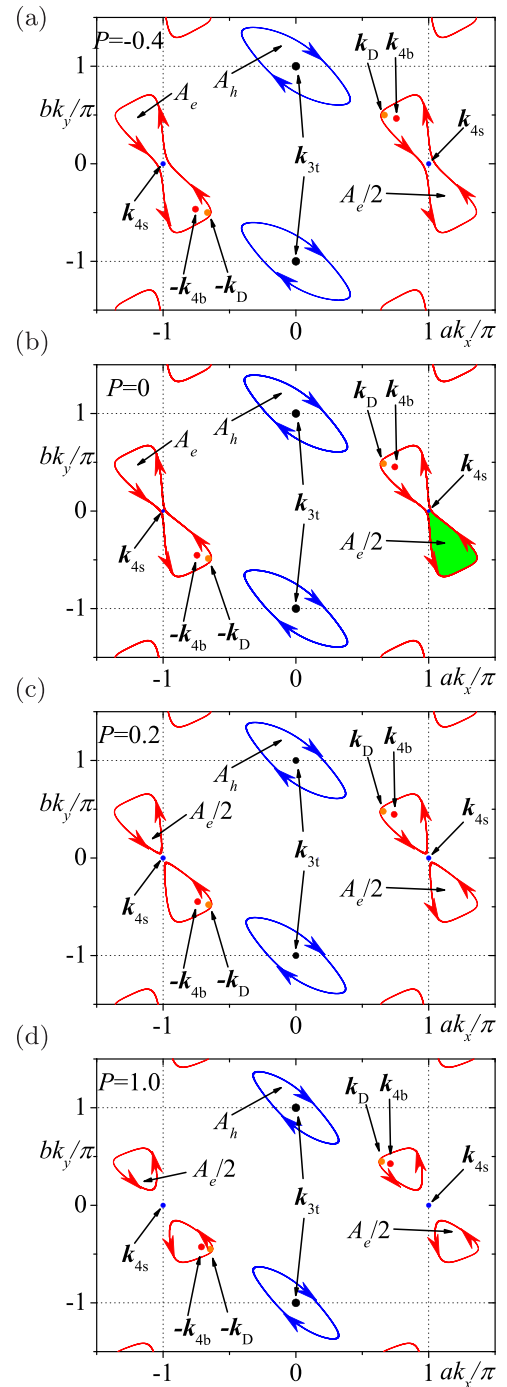 (a)
P=-0.4
A_e
A_h
k_D k_4b
1
bk_y/π
k_4s
k_3t
0
A_e/2
k_4s
-1
-k_4b -k_D
-1 0 1 ak_x/π
(b)
P=0
A_e
A_h
k_D k_4b
1
bk_y/π
k_4s
k_3t
0
A_e/2
k_4s
-1
-k_4b -k_D
-1 0 1 ak_x/π
(c)
P=0.2
k_D k_4b
1
A_h
bk_y/π
A_e/2
k_4s
k_3t
0
A_e/2
k_4s
-1
-k_4b -k_D
-1 0 1 ak_x/π
(d)
P=1.0
k_D k_4b
1
A_h
bk_y/π
A_e/2
k_4s
k_3t
0
A_e/2
k_4s
-1
-k_4b -k_D
-1 0 1 ak_x/π